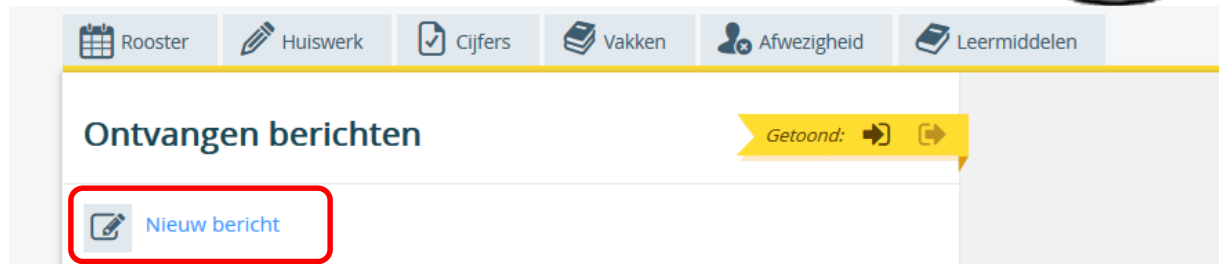 Rooster Huiswerk Cijfers Vakken Afwezigheid Leermiddelen
Ontvangen berichten
Getoond:
Nieuw bericht